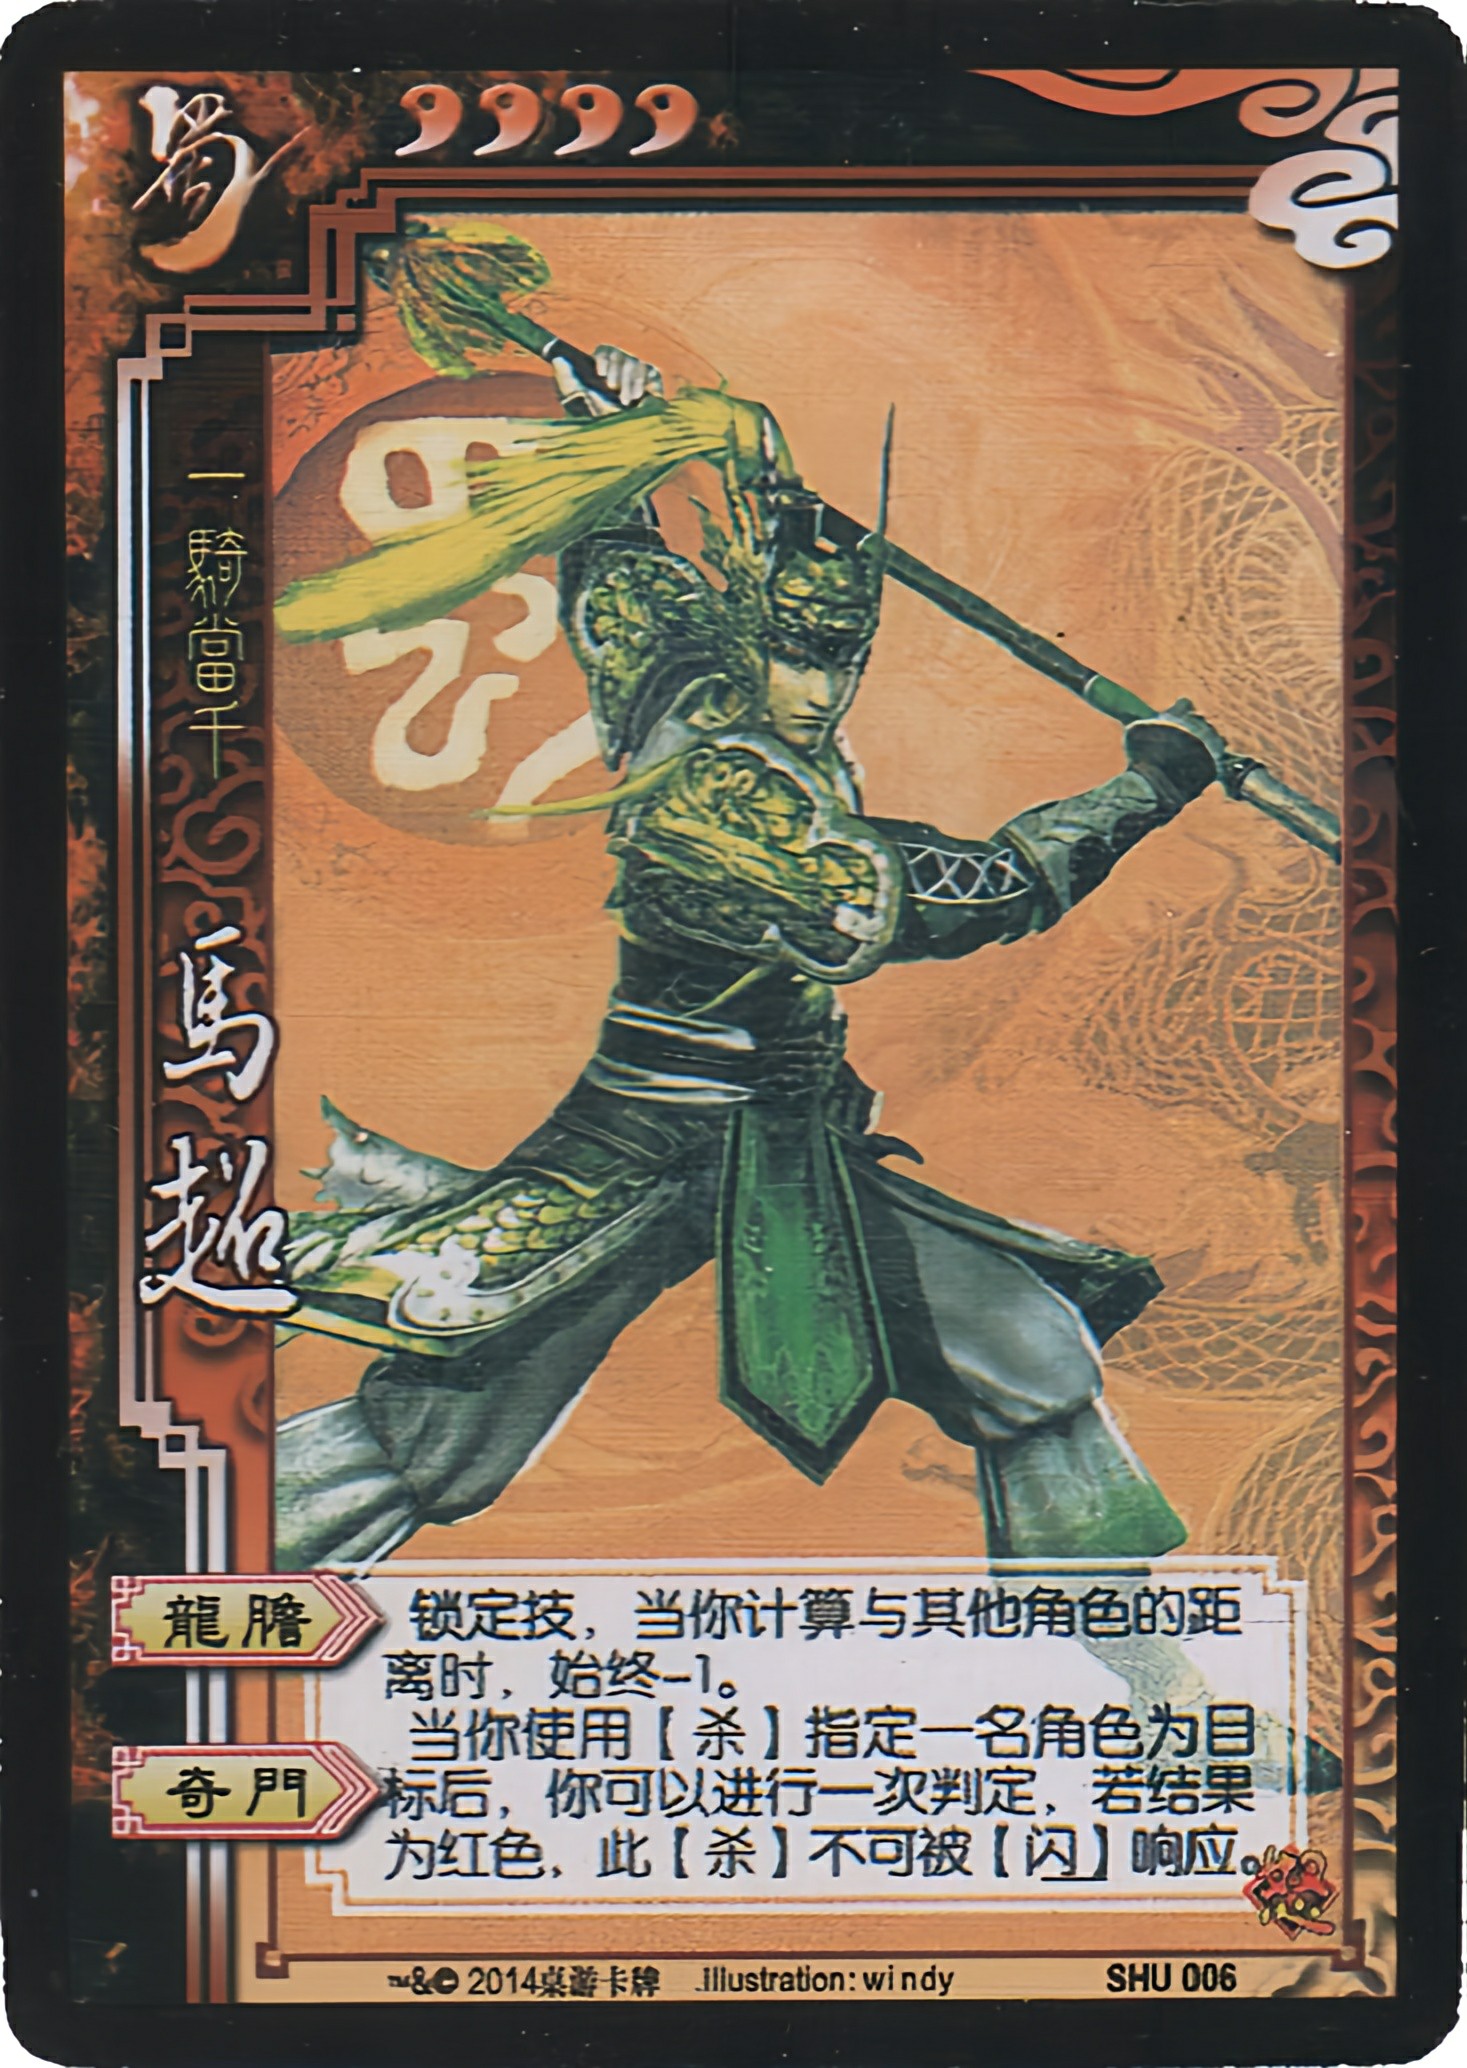 蜀
一騎當千
馬超
龍膽
锁定技，当你计算与其他角色的距
离时，始终-1。
奇門
当你使用【杀】指定一名角色为目
标后，你可以进行一次判定，若结果
为红色，此【杀】不可被【闪】响应。
™&© 2014桌游卡牌 .illustration: windy SHU 006